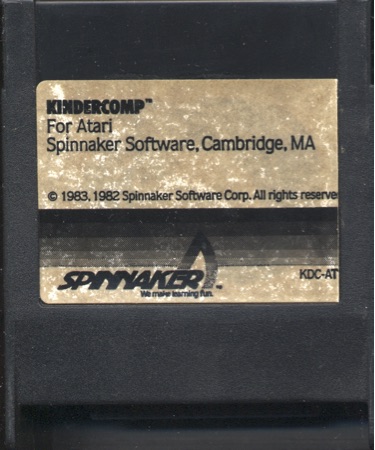 KINDERCOMP™
For Atari
Spinnaker Software, Cambridge, MA
© 1983, 1982 Spinnaker Software Corp. All rights reserve
SPINNAKER™
We make learning fun.
KDC-AT